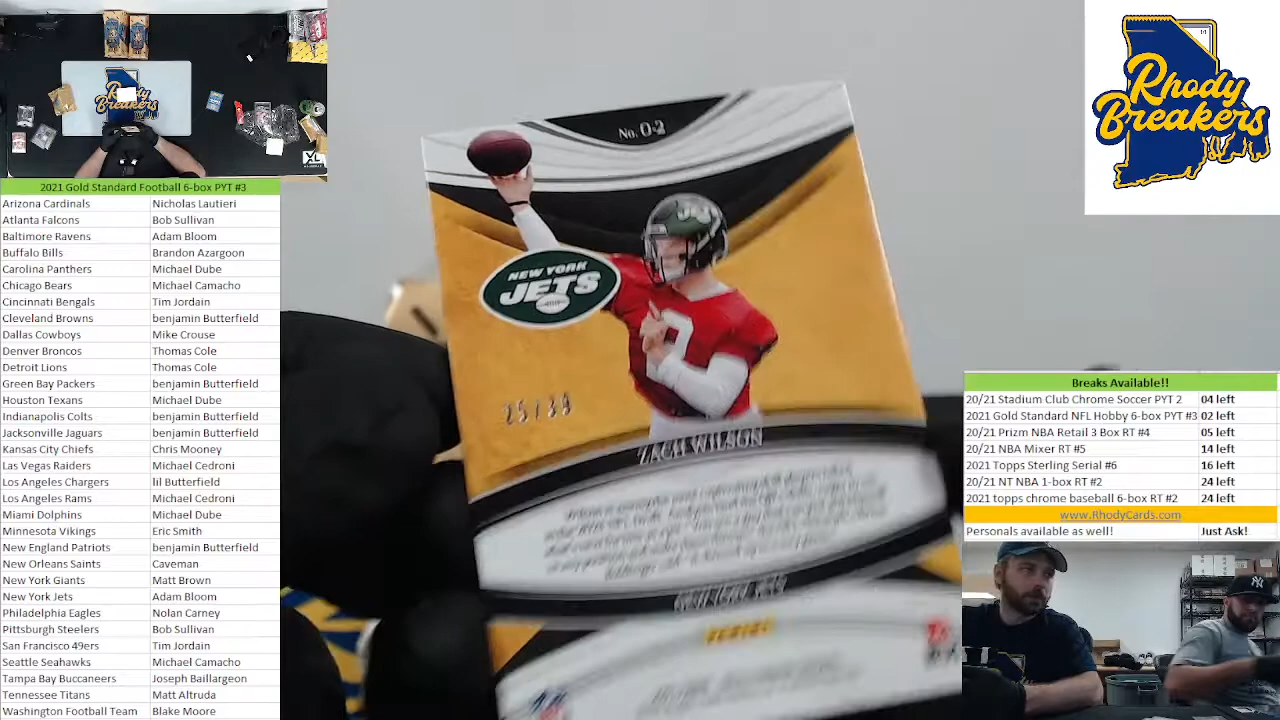 2021 Gold Standard Football 6-box PYT #3
Arizona Cardinals Nicholas Lautieri
Atlanta Falcons Bob Sullivan
Baltimore Ravens Adam Bloom
Buffalo Bills Brandon Azargoon
Carolina Panthers Michael Dube
Chicago Bears Michael Camacho
Cincinnati Bengals Tim Jordain
Cleveland Browns benjamin Butterfield
Dallas Cowboys Mike Crouse
Denver Broncos Thomas Cole
Detroit Lions Thomas Cole
Green Bay Packers benjamin Butterfield
Houston Texans Michael Dube
Indianapolis Colts benjamin Butterfield
Jacksonville Jaguars benjamin Butterfield
Kansas City Chiefs Chris Mooney
Las Vegas Raiders Michael Cedroni
Los Angeles Chargers lil Butterfield
Los Angeles Rams Michael Cedroni
Miami Dolphins Michael Dube
Minnesota Vikings Eric Smith
New England Patriots benjamin Butterfield
New Orleans Saints Caveman
New York Giants Matt Brown
New York Jets Adam Bloom
Philadelphia Eagles Nolan Carney
Pittsburgh Steelers Bob Sullivan
San Francisco 49ers Tim Jordain
Seattle Seahawks Michael Camacho
Tampa Bay Buccaneers Joseph Baillargeon
Tennessee Titans Matt Altruda
Washington Football Team Blake Moore
Rhody
Breakers
XL
NEW YORK
JETS
ZACH WILSON
PANINI
NFL
Rhody
Breakers
Breaks Available!!
20/21 Stadium Club Chrome Soccer PYT 2 04 left
2021 Gold Standard NFL Hobby 6-box PYT #3 02 left
20/21 Prizm NBA Retail 3 Box RT #4 05 left
20/21 NBA Mixer RT #5 14 left
2021 Topps Sterling Serial #6 16 left
20/21 NT NBA 1-box RT #2 24 left
2021 topps chrome baseball 6-box RT #2 24 left
www.RhodyCards.com
Personals available as well! Just Ask!